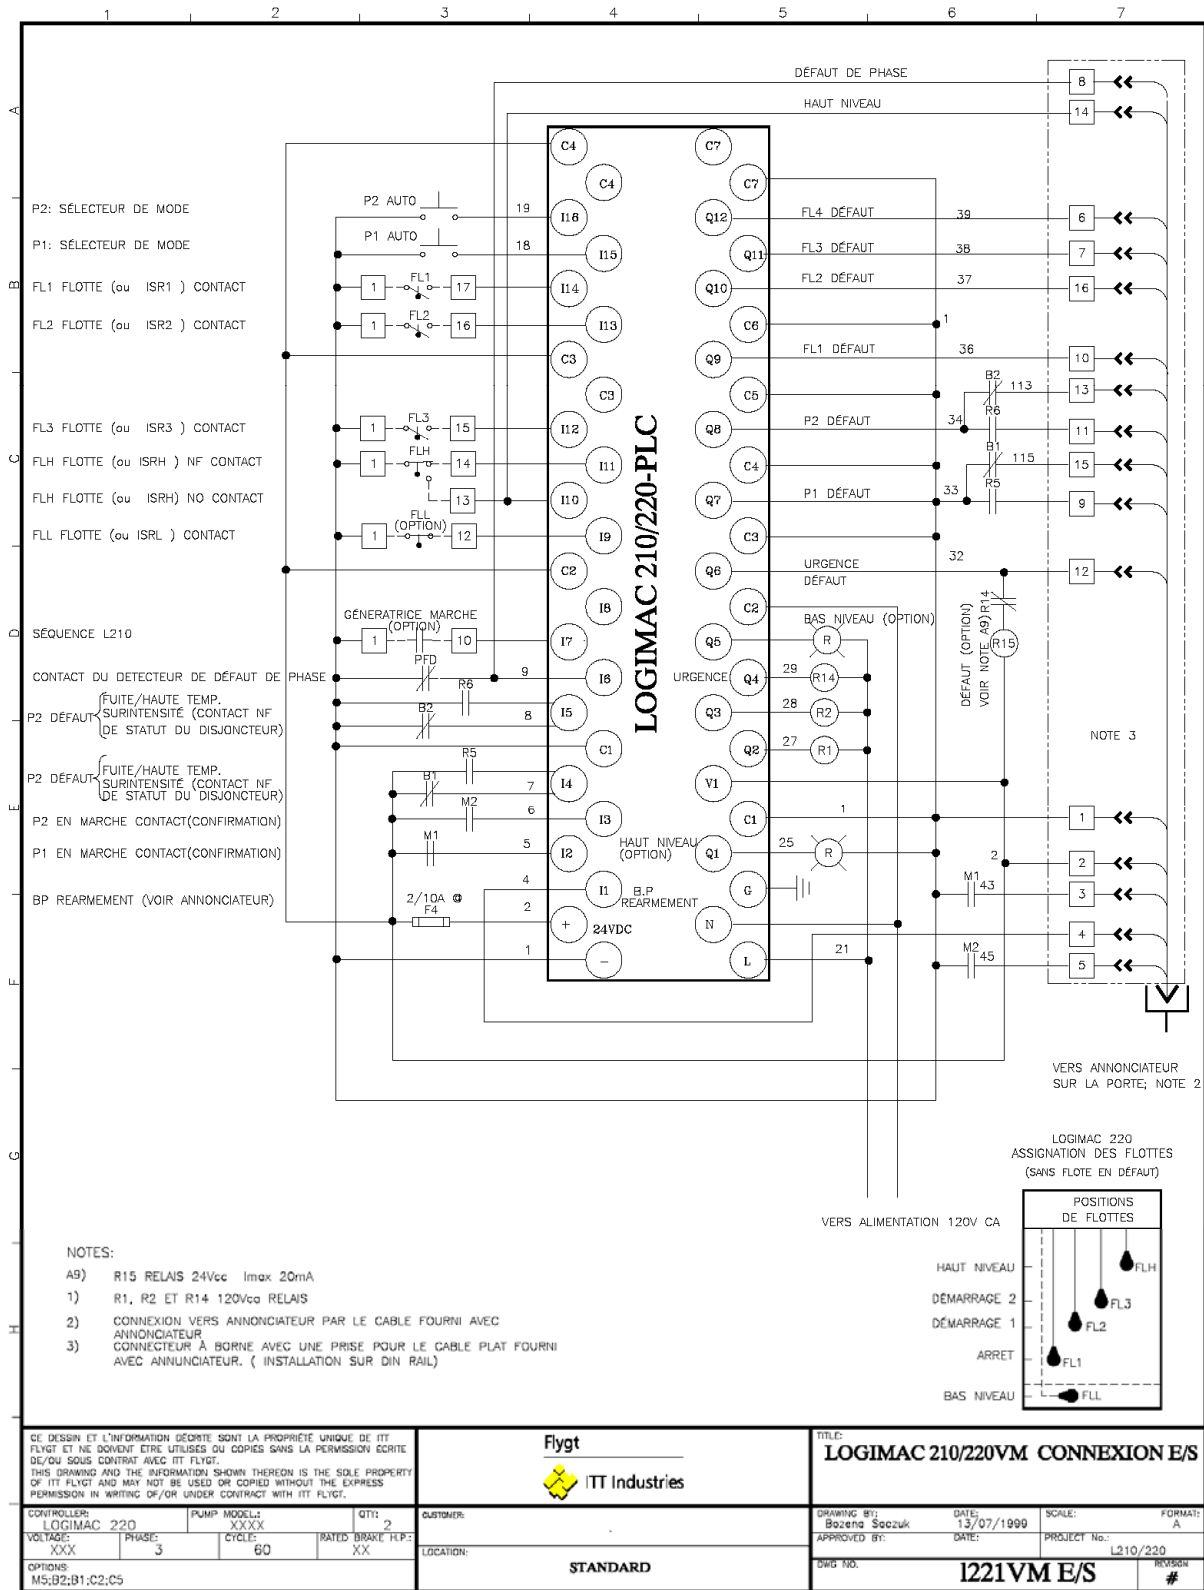 1 2 3 4 5 6 7
A
B
C
D
E
F
G
H
DÉFAUT DE PHASE
8
HAUT NIVEAU
14
C4
C7
C4
C7
P2: SÉLECTEUR DE MODE
P2 AUTO
19
I16
Q12
FL4 DÉFAUT
39
6
P1: SÉLECTEUR DE MODE
P1 AUTO
18
I15
Q11
FL3 DÉFAUT
38
7
FL1 FLOTTE (ou ISR1 ) CONTACT
1
FL1
17
I14
Q10
FL2 DÉFAUT
37
16
FL2 FLOTTE (ou ISR2 ) CONTACT
1
FL2
16
I13
C6
1
C3
Q9
FL1 DÉFAUT
36
10
C3
C5
B2
113
13
FL3 FLOTTE (ou ISR3 ) CONTACT
1
FL3
15
I12
Q8
P2 DÉFAUT
34
R6
11
FLH FLOTTE (ou ISRH ) NF CONTACT
1
FLH
14
I11
C4
B1
115
15
FLH FLOTTE (ou ISRH) NO CONTACT
13
I10
Q7
P1 DÉFAUT
33
R5
9
FLL FLOTTE (ou ISRL ) CONTACT
1
FLL
(OPTION)
12
I9
C3
LOGIMAC 210/220-PLC
C2
Q6
URGENCE
DÉFAUT
32
12
I8
C2
SÉQUENCE L210
GÉNERATRICE MARCHE
(OPTION)
1
10
I7
Q5
BAS NIVEAU (OPTION)
R
DÉFAUT (OPTION)
VOIR NOTE A9)
R14
R15
CONTACT DU DETECTEUR DE DÉFAUT DE PHASE
PFD
9
I6
URGENCE
Q4
29
R14
P2 DÉFAUT
FUITE/HAUTE TEMP.
SURINTENSITÉ (CONTACT NF
DE STATUT DU DISJONCTEUR)
R6
B2
8
I5
Q3
28
R2
C1
Q2
27
R1
NOTE 3
P2 DÉFAUT
FUITE/HAUTE TEMP.
SURINTENSITÉ (CONTACT NF
DE STATUT DU DISJONCTEUR)
R5
B1
7
I4
V1
P2 EN MARCHE CONTACT(CONFIRMATION)
M2
6
I3
C1
1
1
P1 EN MARCHE CONTACT(CONFIRMATION)
M1
5
I2
HAUT NIVEAU
(OPTION)
Q1
25
R
2
2
BP REARMEMENT (VOIR ANNONCIATEUR)
4
I1
B.P
REARMEMENT
G
M1
43
3
2/10A @
F4
2
+
24VDC
N
4
1
–
L
21
M2
45
5
VERS ANNONCIATEUR
SUR LA PORTE; NOTE 2
VERS ALIMENTATION 120V CA
LOGIMAC 220
ASSIGNATION DES FLOTTES
(SANS FLOTE EN DÉFAUT)
POSITIONS
DE FLOTTES
HAUT NIVEAU
FLH
DÉMARRAGE 2
FL3
DÉMARRAGE 1
FL2
ARRET
FL1
BAS NIVEAU
FLL
NOTES:
A9) R15 RELAIS 24Vcc Imax 20mA
1) R1, R2 ET R14 120Vca RELAIS
2) CONNEXION VERS ANNONCIATEUR PAR LE CABLE FOURNI AVEC
ANNONCIATEUR
3) CONNECTEUR À BORNE AVEC UNE PRISE POUR LE CABLE PLAT FOURNI
AVEC ANNUNCIATEUR. ( INSTALLATION SUR DIN RAIL)
CE DESSIN ET L'INFORMATION DÉCRITE SONT LA PROPRIÉTÉ UNIQUE DE ITT
FLYGT ET NE DOIVENT ÊTRE UTILISÉS OU COPIÉS SANS LA PERMISSION ÉCRITE
DE/OU SOUS CONTRAT AVEC ITT FLYGT.
THIS DRAWING AND THE INFORMATION SHOWN THEREON IS THE SOLE PROPERTY
OF ITT FLYGT AND MAY NOT BE USED OR COPIED WITHOUT THE EXPRESS
PERMISSION IN WRITING OF/OR UNDER CONTRACT WITH ITT FLYGT.
CONTROLLER:
LOGIMAC 220
PUMP MODEL:
XXXX
QTY:
2
VOLTAGE:
XXX
PHASE:
3
CYCLE:
60
RATED BRAKE H.P.:
XX
OPTIONS:
M5;B2;B1;C2;C5
Flygt
ITT Industries
CUSTOMER:
.
LOCATION:
STANDARD
TITLE:
LOGIMAC 210/220VM CONNEXION E/S
DRAWING BY:
Bozena Saczuk
DATE:
13/07/1999
SCALE:
FORMAT:
A
APPROVED BY:
DATE:
PROJECT No.:
L210/220
DWG NO.
l221VM E/S
REVISION
#